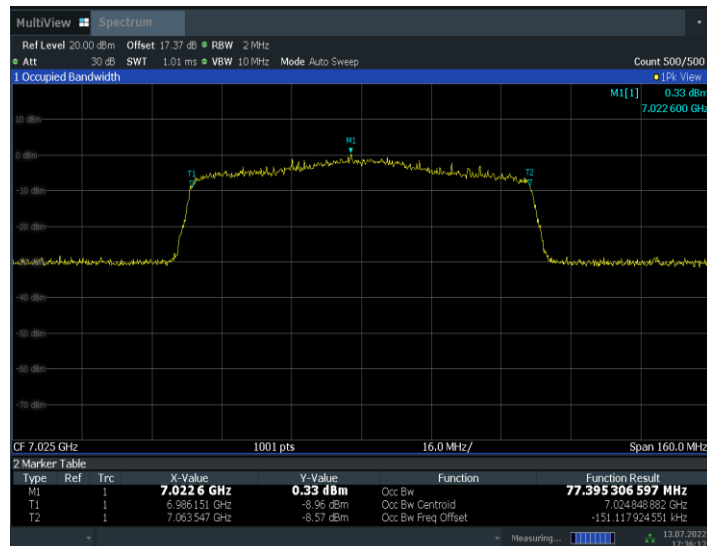 MultiView Spectrum
Ref Level 20.00 dBm Offset 17.37 dB RBW 2 MHz
Att 30 dB SWT 1.01 ms VBW 10 MHz Mode Auto Sweep Count 500/500
1 Occupied Bandwidth 1Pk View
M1[1] 0.33 dBm
7.022 600 GHz
10 dBm
M1
0 dBm
T1 T2
-10 dBm
-20 dBm
-40 dBm
-50 dBm
-60 dBm
-70 dBm
CF 7.025 GHz 1001 pts 16.0 MHz/ Span 160.0 MHz
2 Marker Table
Type Ref Trc X-Value Y-Value Function Function Result
M1 1 7.022 6 GHz 0.33 dBm Occ Bw 77.395 306 597 MHz
T1 1 6.986 151 GHz -8.96 dBm Occ Bw Centroid 7.024 848 882 GHz
T2 1 7.063 547 GHz -8.57 dBm Occ Bw Freq Offset -151.117 924 551 kHz
Measuring... 13.07.2022
17:36:12